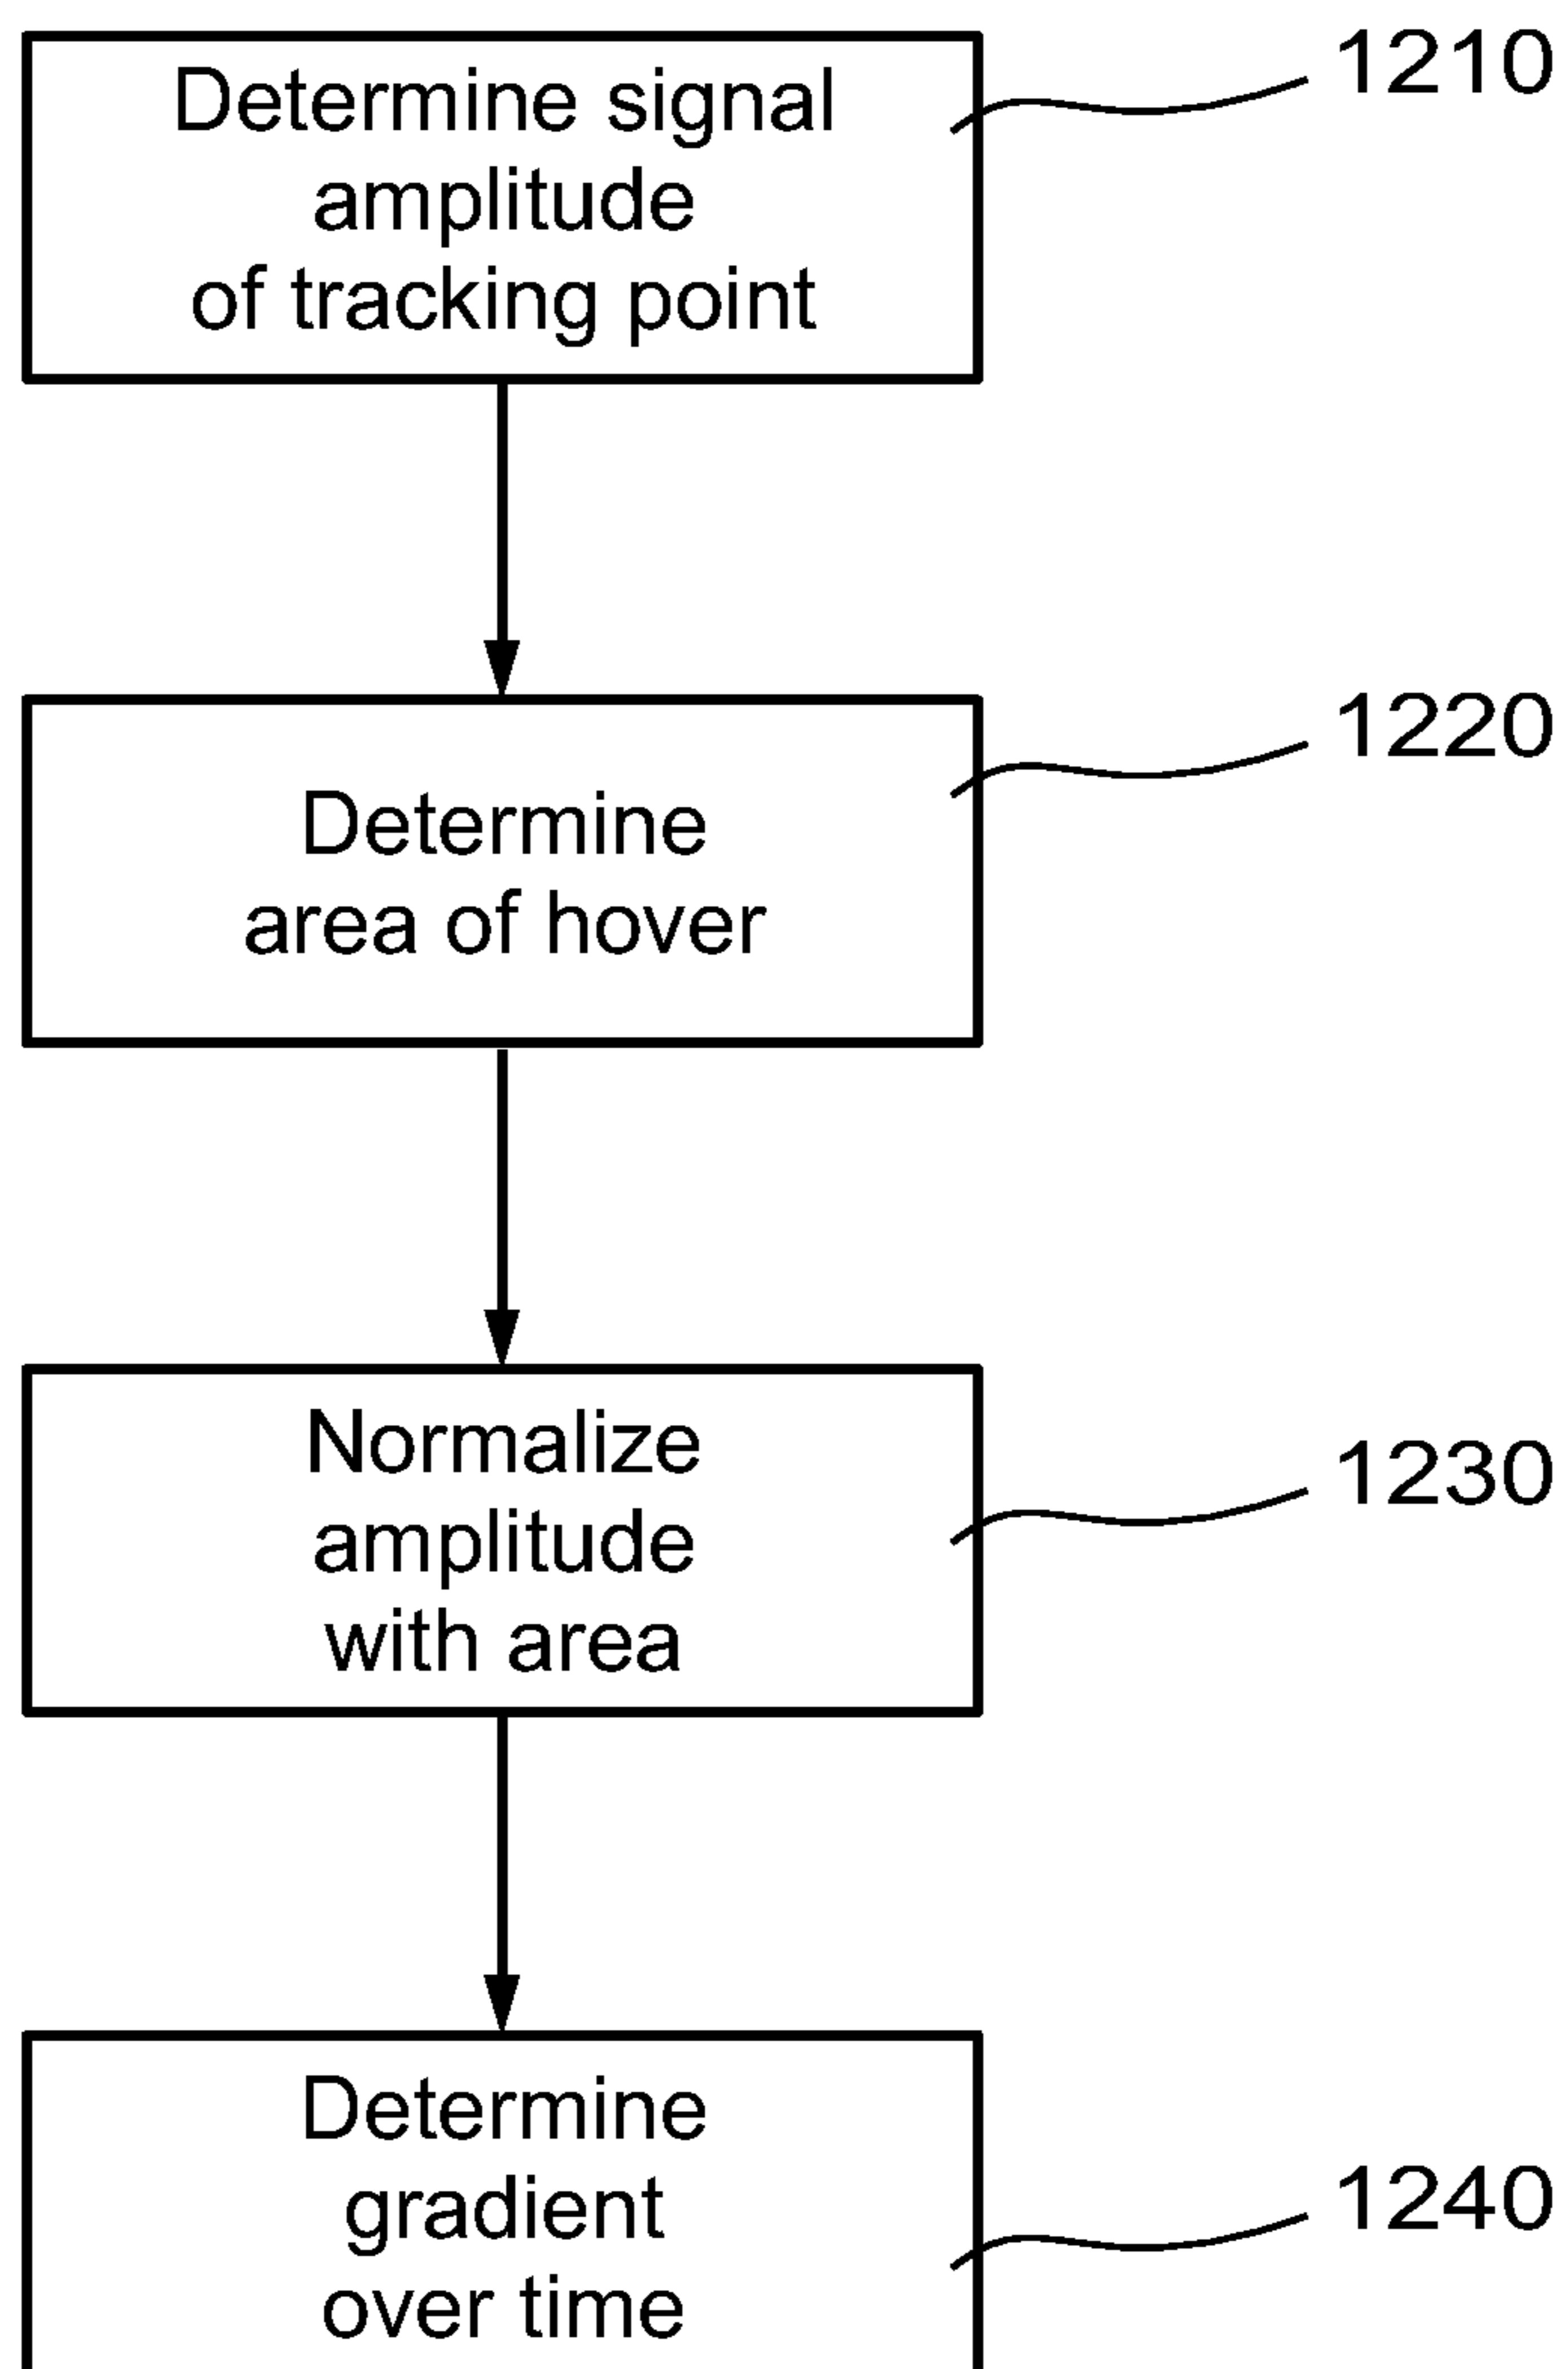 Determine signal
amplitude
of tracking point
1210
Determine
area of hover
1220
Normalize
amplitude
with area
1230
Determine
gradient
over time
1240